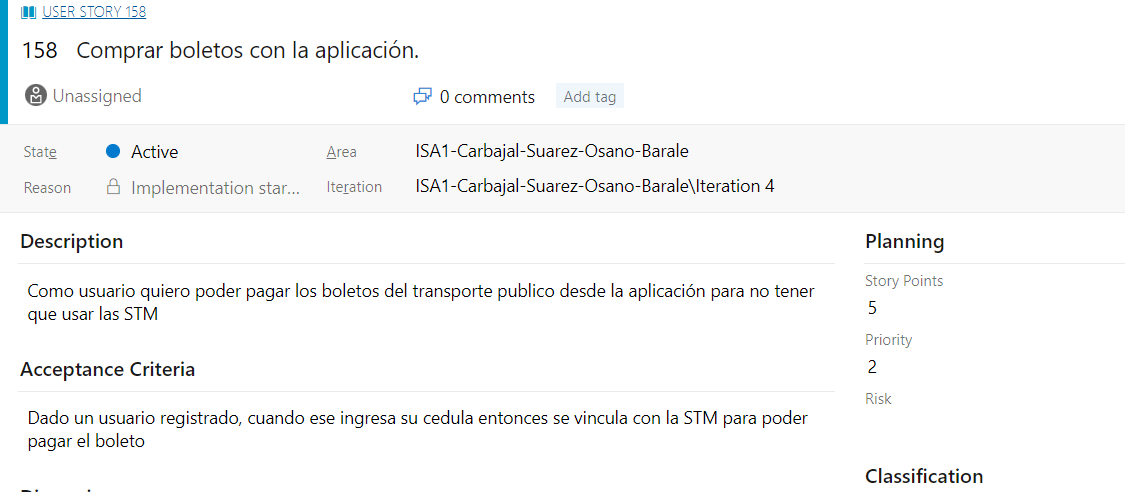 USER STORY 158
158 Comprar boletos con la aplicación.
Unassigned
0 comments
Add tag
State
Active
Area
ISA1-Carbajal-Suarez-Osano-Barale
Reason
Implementation star...
Iteration
ISA1-Carbajal-Suarez-Osano-Barale\Iteration 4
Description
Como usuario quiero poder pagar los boletos del transporte publico desde la aplicación para no tener
que usar las STM
Acceptance Criteria
Dado un usuario registrado, cuando ese ingresa su cedula entonces se vincula con la STM para poder
pagar el boleto
Planning
Story Points
5
Priority
2
Risk
Classification